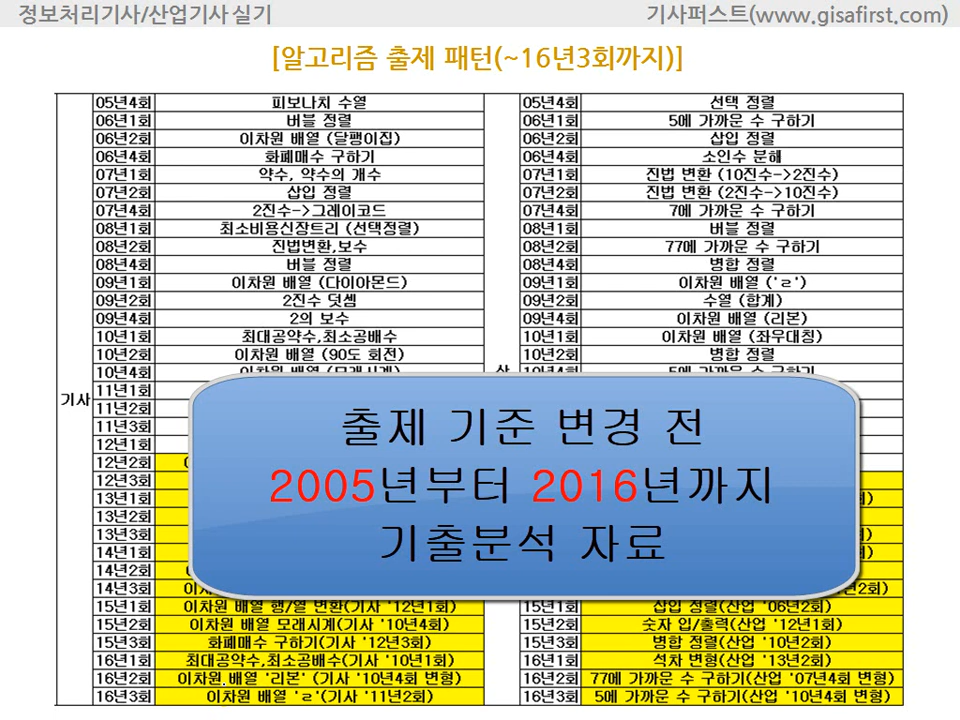 정보처리기사/산업기사 실기 기사퍼스트(www.gisafirst.com)
[알고리즘 출제 패턴(~16년3회까지)]
05년4회 피보나치 수열 05년4회 선택 정렬
06년1회 버블 정렬 06년1회 5에 가까운 수 구하기
06년2회 이차원 배열 (달팽이집) 06년2회 삽입 정렬
06년4회 화폐매수 구하기 06년4회 소인수 분해
07년1회 약수, 약수의 개수 07년1회 진법 변환 (10진수->2진수)
07년2회 삽입 정렬 07년2회 진법 변환 (2진수->10진수)
07년4회 2진수->그레이코드 07년4회 7에 가까운 수 구하기
08년1회 최소비용신장트리 (선택정렬) 08년1회 버블 정렬
08년2회 진법변환,보수 08년2회 77에 가까운 수 구하기
08년4회 버블 정렬 08년4회 병합 정렬
09년1회 이차원 배열 (다이아몬드) 09년1회 이차원 배열 ('ㄹ')
09년2회 2진수 덧셈 09년2회 수열 (합계)
09년4회 2의 보수 09년4회 이차원 배열 (리본)
10년1회 최대공약수,최소공배수 10년1회 이차원 배열 (좌우대칭)
10년2회 이차원 배열 (90도 회전) 10년2회 병합 정렬
10년4회 이차원 배열 (모래시계) 10년4회 5에 가까운 수 구하기
기사 11년1회
11년2회
11년3회
12년1회
12년2회
12년3회
13년1회
13년2회
13년3회
14년1회
14년2회
14년3회
출제 기준 변경 전
2005년부터 2016년까지
기출분석 자료
15년1회 이차원 배열 행/열 변환(기사 '12년1회) 15년1회 삽입 정렬(산업 '06년2회)
15년2회 이차원 배열 모래시계(기사 '10년4회) 15년2회 숫자 입/출력(산업 '12년1회)
15년3회 화폐매수 구하기(기사 '12년3회) 15년3회 병합 정렬(산업 '10년2회)
16년1회 최대공약수,최소공배수(기사 '10년1회) 16년1회 석차 변형(산업 '13년2회)
16년2회 이차원 배열 '리본' (기사 '10년4회 변형) 16년2회 77에 가까운 수 구하기(산업 '07년4회 변형)
16년3회 이차원 배열 'ㄹ'(기사 '11년2회) 16년3회 5에 가까운 수 구하기(산업 '10년4회 변형)